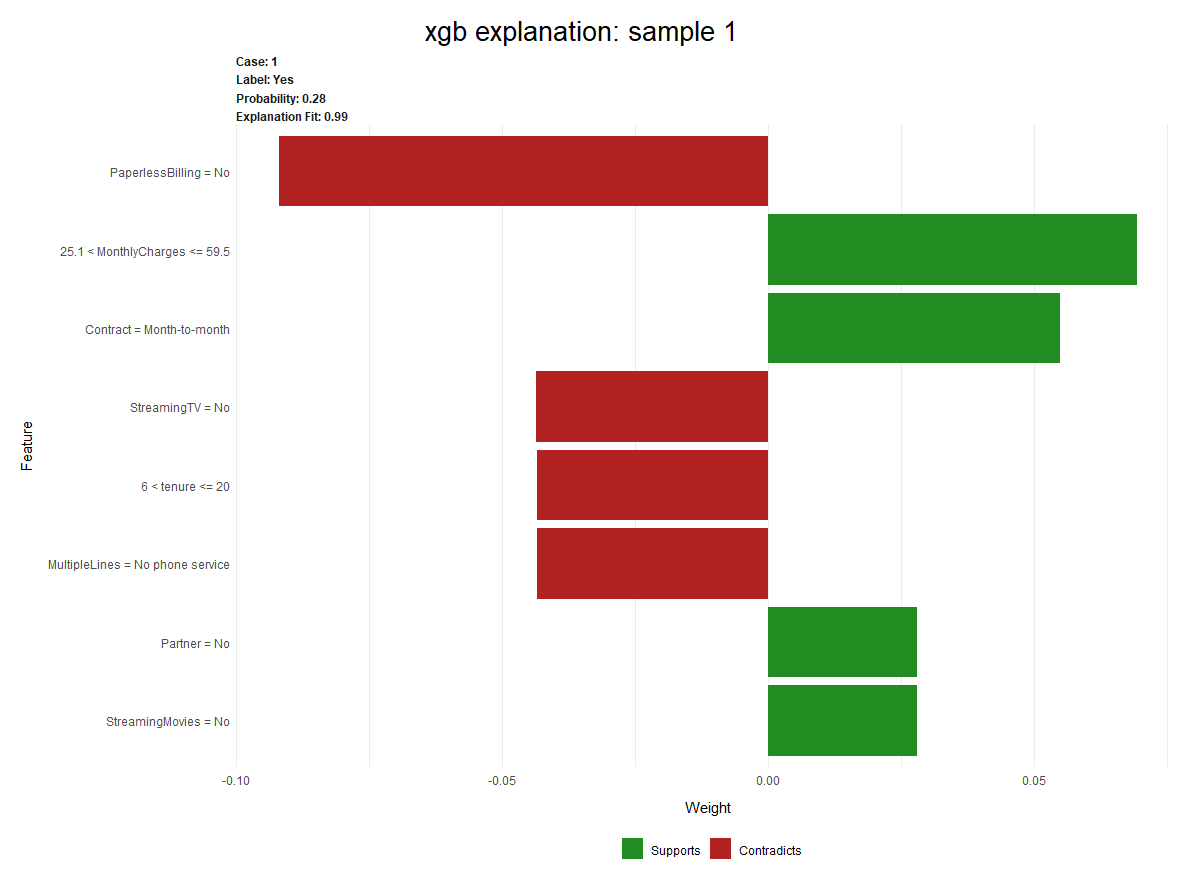 xgb explanation: sample 1
Case: 1
Label: Yes
Probability: 0.28
Explanation Fit: 0.99
PaperlessBilling = No
25.1 < MonthlyCharges <= 59.5
Contract = Month-to-month
StreamingTV = No
Feature
6 < tenure <= 20
MultipleLines = No phone service
Partner = No
StreamingMovies = No
-0.10 -0.05 0.00 0.05
Weight
Supports Contradicts